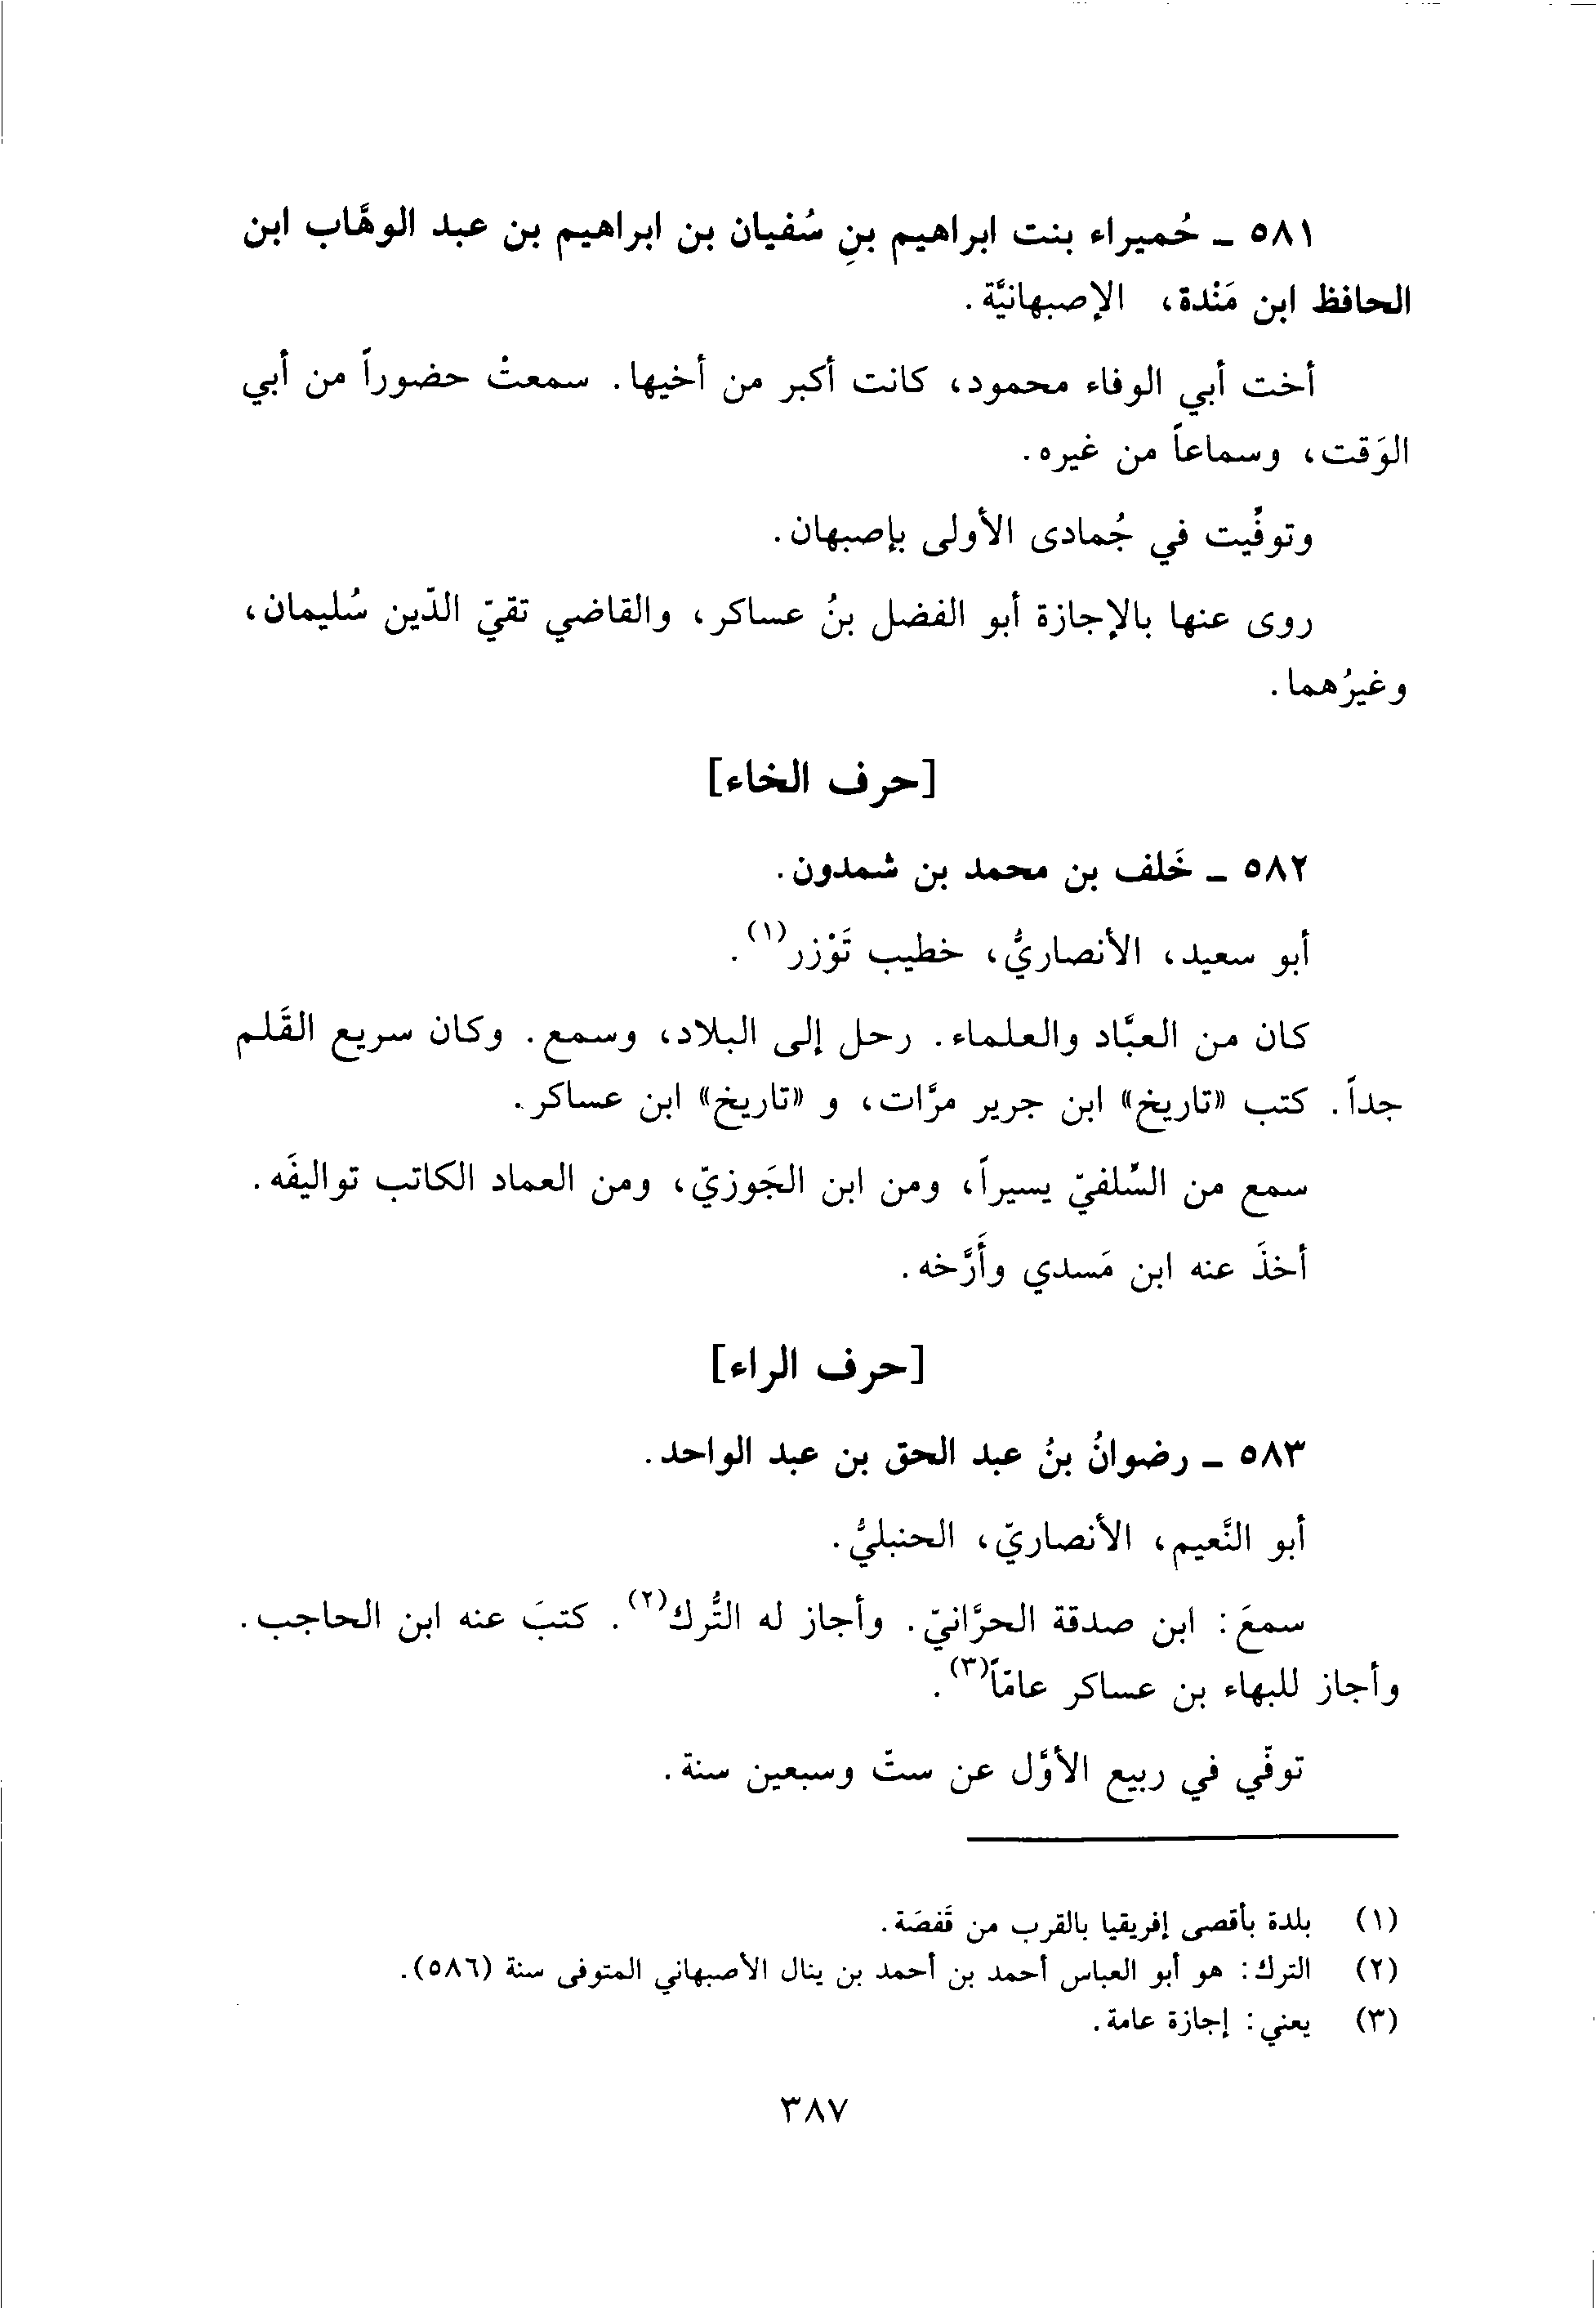 ٥٨١ - حُميراء بنت ابراهيم بنِ سُفيان بن ابراهيم بن عبد الوهَّاب ابن
الحافظ ابن مَنْدة، الإصبهانيَّة.
أخت أبي الوفاء محمود، كانت أكبر من أخيها. سمعتْ حضوراً من أبي
الوَقت، وسماعاً من غيره.
وتوفِّيت في جُمادى الأولى بإصبهان.
روى عنها بالإجازة أبو الفضل بنُ عساكر، والقاضي تقيّ الدّين سُليمان،
وغيرُهما.
[حرف الخاء]
٥٨٢ - خَلف بن محمد بن شمدون.
أبو سعيد، الأنصاريُّ، خطيب تَوْزر(١).
كان من العبَّاد والعلماء. رحل إلى البلاد، وسمع. وكان سريع القَلم
جداً. كتب «تاريخ» ابن جرير مرَّات، و «تاريخ» ابن عساكر.
سمع من السِّلفيّ يسيراً، ومن ابن الجَوزيّ، ومن العماد الكاتب تواليفَه.
أخذَ عنه ابن مَسدي وأَرَّخه.
[حرف الراء]
٥٨٣ - رضوانُ بنُ عبد الحق بن عبد الواحد.
أبو النَّعيم، الأنصاريّ، الحنبليُّ.
سمعَ: ابن صدقة الحرَّانيّ. وأجاز له التُّرك(٢). كتبَ عنه ابن الحاجب.
وأجاز للبهاء بن عساكر عامّاً(٣).
توفّي في ربيع الأوَّل عن ستّ وسبعين سنة.
(١) بلدة بأقصى إفريقيا بالقرب من قَفصَة.
(٢) الترك: هو أبو العباس أحمد بن أحمد بن ينال الأصبهاني المتوفى سنة (٥٨٦).
(٣) يعني: إجازة عامة.
٣٨٧